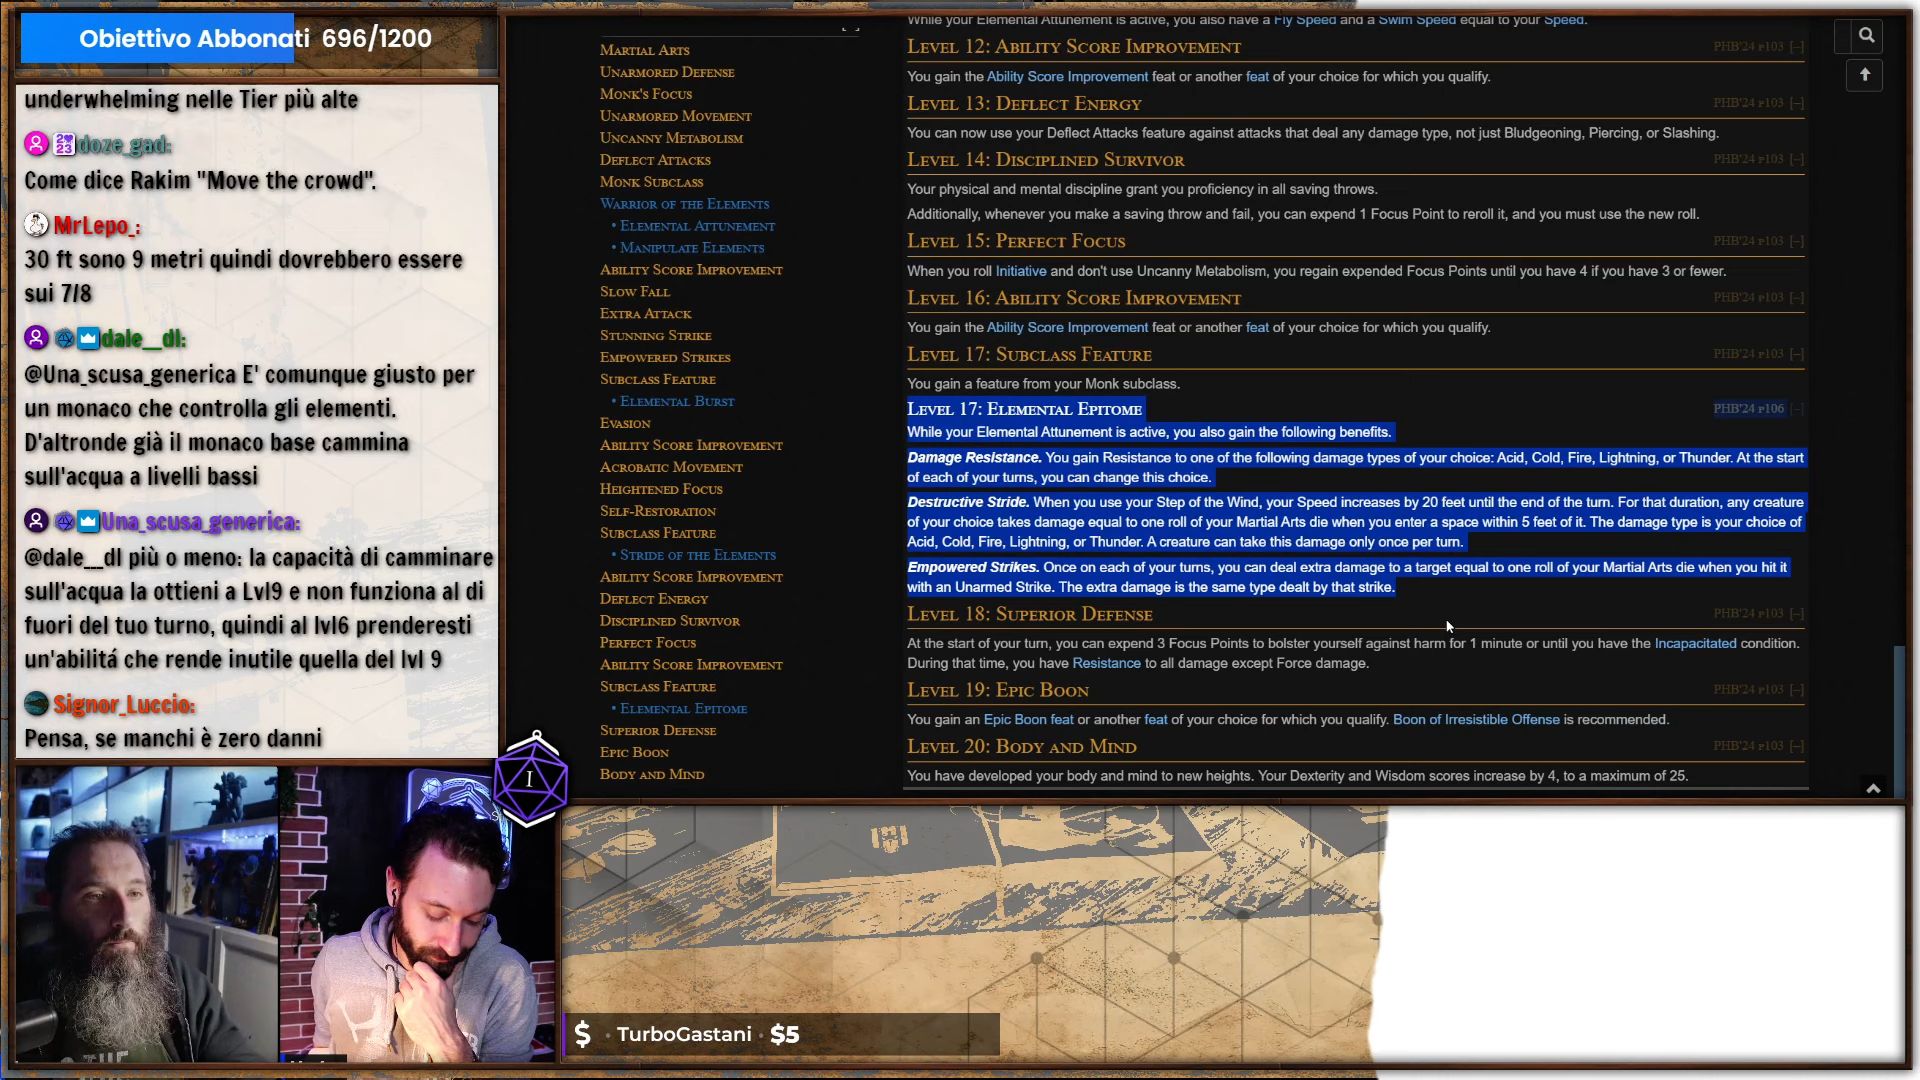 Obiettivo Abbonati 696/1200
underwhelming nelle Tier più alte
doze_gad:
Come dice Rakim "Move the crowd".
MrLepo_:
30 ft sono 9 metri quindi dovrebbero essere
sui 7/8
dale__dl:
@Una_scusa_generica E' comunque giusto per
un monaco che controlla gli elementi.
D'altronde già il monaco base cammina
sull'acqua a livelli bassi
Una_scusa_generica:
@dale__dl più o meno: la capacità di camminare
sull'acqua la ottieni a Lvl9 e non funziona al di
fuori del tuo turno, quindi al lvl6 prenderesti
un'abilitá che rende inutile quella del lvl 9
Signor_Luccio:
Pensa, se manchi è zero danni
MARTIAL ARTS
UNARMORED DEFENSE
MONK'S FOCUS
UNARMORED MOVEMENT
UNCANNY METABOLISM
DEFLECT ATTACKS
MONK SUBCLASS
WARRIOR OF THE ELEMENTS
• ELEMENTAL ATTUNEMENT
• MANIPULATE ELEMENTS
ABILITY SCORE IMPROVEMENT
SLOW FALL
EXTRA ATTACK
STUNNING STRIKE
EMPOWERED STRIKES
SUBCLASS FEATURE
• ELEMENTAL BURST
EVASION
ABILITY SCORE IMPROVEMENT
ACROBATIC MOVEMENT
HEIGHTENED FOCUS
SELF-RESTORATION
SUBCLASS FEATURE
• STRIDE OF THE ELEMENTS
ABILITY SCORE IMPROVEMENT
DEFLECT ENERGY
DISCIPLINED SURVIVOR
PERFECT FOCUS
ABILITY SCORE IMPROVEMENT
SUBCLASS FEATURE
• ELEMENTAL EPITOME
SUPERIOR DEFENSE
EPIC BOON
BODY AND MIND
While your Elemental Attunement is active, you also have a Fly Speed and a Swim Speed equal to your Speed.
LEVEL 12: ABILITY SCORE IMPROVEMENT PHB'24 P103 [–]
You gain the Ability Score Improvement feat or another feat of your choice for which you qualify.
LEVEL 13: DEFLECT ENERGY PHB'24 P103 [–]
You can now use your Deflect Attacks feature against attacks that deal any damage type, not just Bludgeoning, Piercing, or Slashing.
LEVEL 14: DISCIPLINED SURVIVOR PHB'24 P103 [–]
Your physical and mental discipline grant you proficiency in all saving throws.
Additionally, whenever you make a saving throw and fail, you can expend 1 Focus Point to reroll it, and you must use the new roll.
LEVEL 15: PERFECT FOCUS PHB'24 P103 [–]
When you roll Initiative and don't use Uncanny Metabolism, you regain expended Focus Points until you have 4 if you have 3 or fewer.
LEVEL 16: ABILITY SCORE IMPROVEMENT PHB'24 P103 [–]
You gain the Ability Score Improvement feat or another feat of your choice for which you qualify.
LEVEL 17: SUBCLASS FEATURE PHB'24 P103 [–]
You gain a feature from your Monk subclass.
LEVEL 17: ELEMENTAL EPITOME PHB'24 P106 [–]
While your Elemental Attunement is active, you also gain the following benefits.
Damage Resistance. You gain Resistance to one of the following damage types of your choice: Acid, Cold, Fire, Lightning, or Thunder. At the start
of each of your turns, you can change this choice.
Destructive Stride. When you use your Step of the Wind, your Speed increases by 20 feet until the end of the turn. For that duration, any creature
of your choice takes damage equal to one roll of your Martial Arts die when you enter a space within 5 feet of it. The damage type is your choice of
Acid, Cold, Fire, Lightning, or Thunder. A creature can take this damage only once per turn.
Empowered Strikes. Once on each of your turns, you can deal extra damage to a target equal to one roll of your Martial Arts die when you hit it
with an Unarmed Strike. The extra damage is the same type dealt by that strike.
LEVEL 18: SUPERIOR DEFENSE PHB'24 P103 [–]
At the start of your turn, you can expend 3 Focus Points to bolster yourself against harm for 1 minute or until you have the Incapacitated condition.
During that time, you have Resistance to all damage except Force damage.
LEVEL 19: EPIC BOON PHB'24 P103 [–]
You gain an Epic Boon feat or another feat of your choice for which you qualify. Boon of Irresistible Offense is recommended.
LEVEL 20: BODY AND MIND PHB'24 P103 [–]
You have developed your body and mind to new heights. Your Dexterity and Wisdom scores increase by 4, to a maximum of 25.
I
$ · TurboGastani · $5